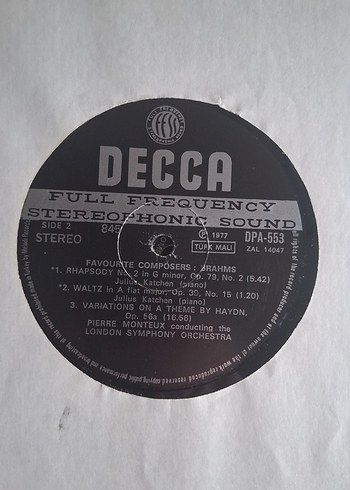 FFSS
DECCA
FULL FREQUENCY
STEREOPHONIC SOUND
SIDE 2
845
STEREO
℗ 1977
TÜRK MALI
DPA-553
ZAL 14047
FAVOURITE COMPOSERS: BRAHMS
*1. RHAPSODY No. 2 in G minor, Op. 79, No. 2 (5.42)
Julius Katchen (piano)
*2. WALTZ in A flat major, Op. 30, No. 15 (1.20)
Julius Katchen (piano)
3. VARIATIONS ON A THEME BY HAYDN,
Op. 56a (16.56)
PIERRE MONTEUX conducting the
LONDON SYMPHONY ORCHESTRA